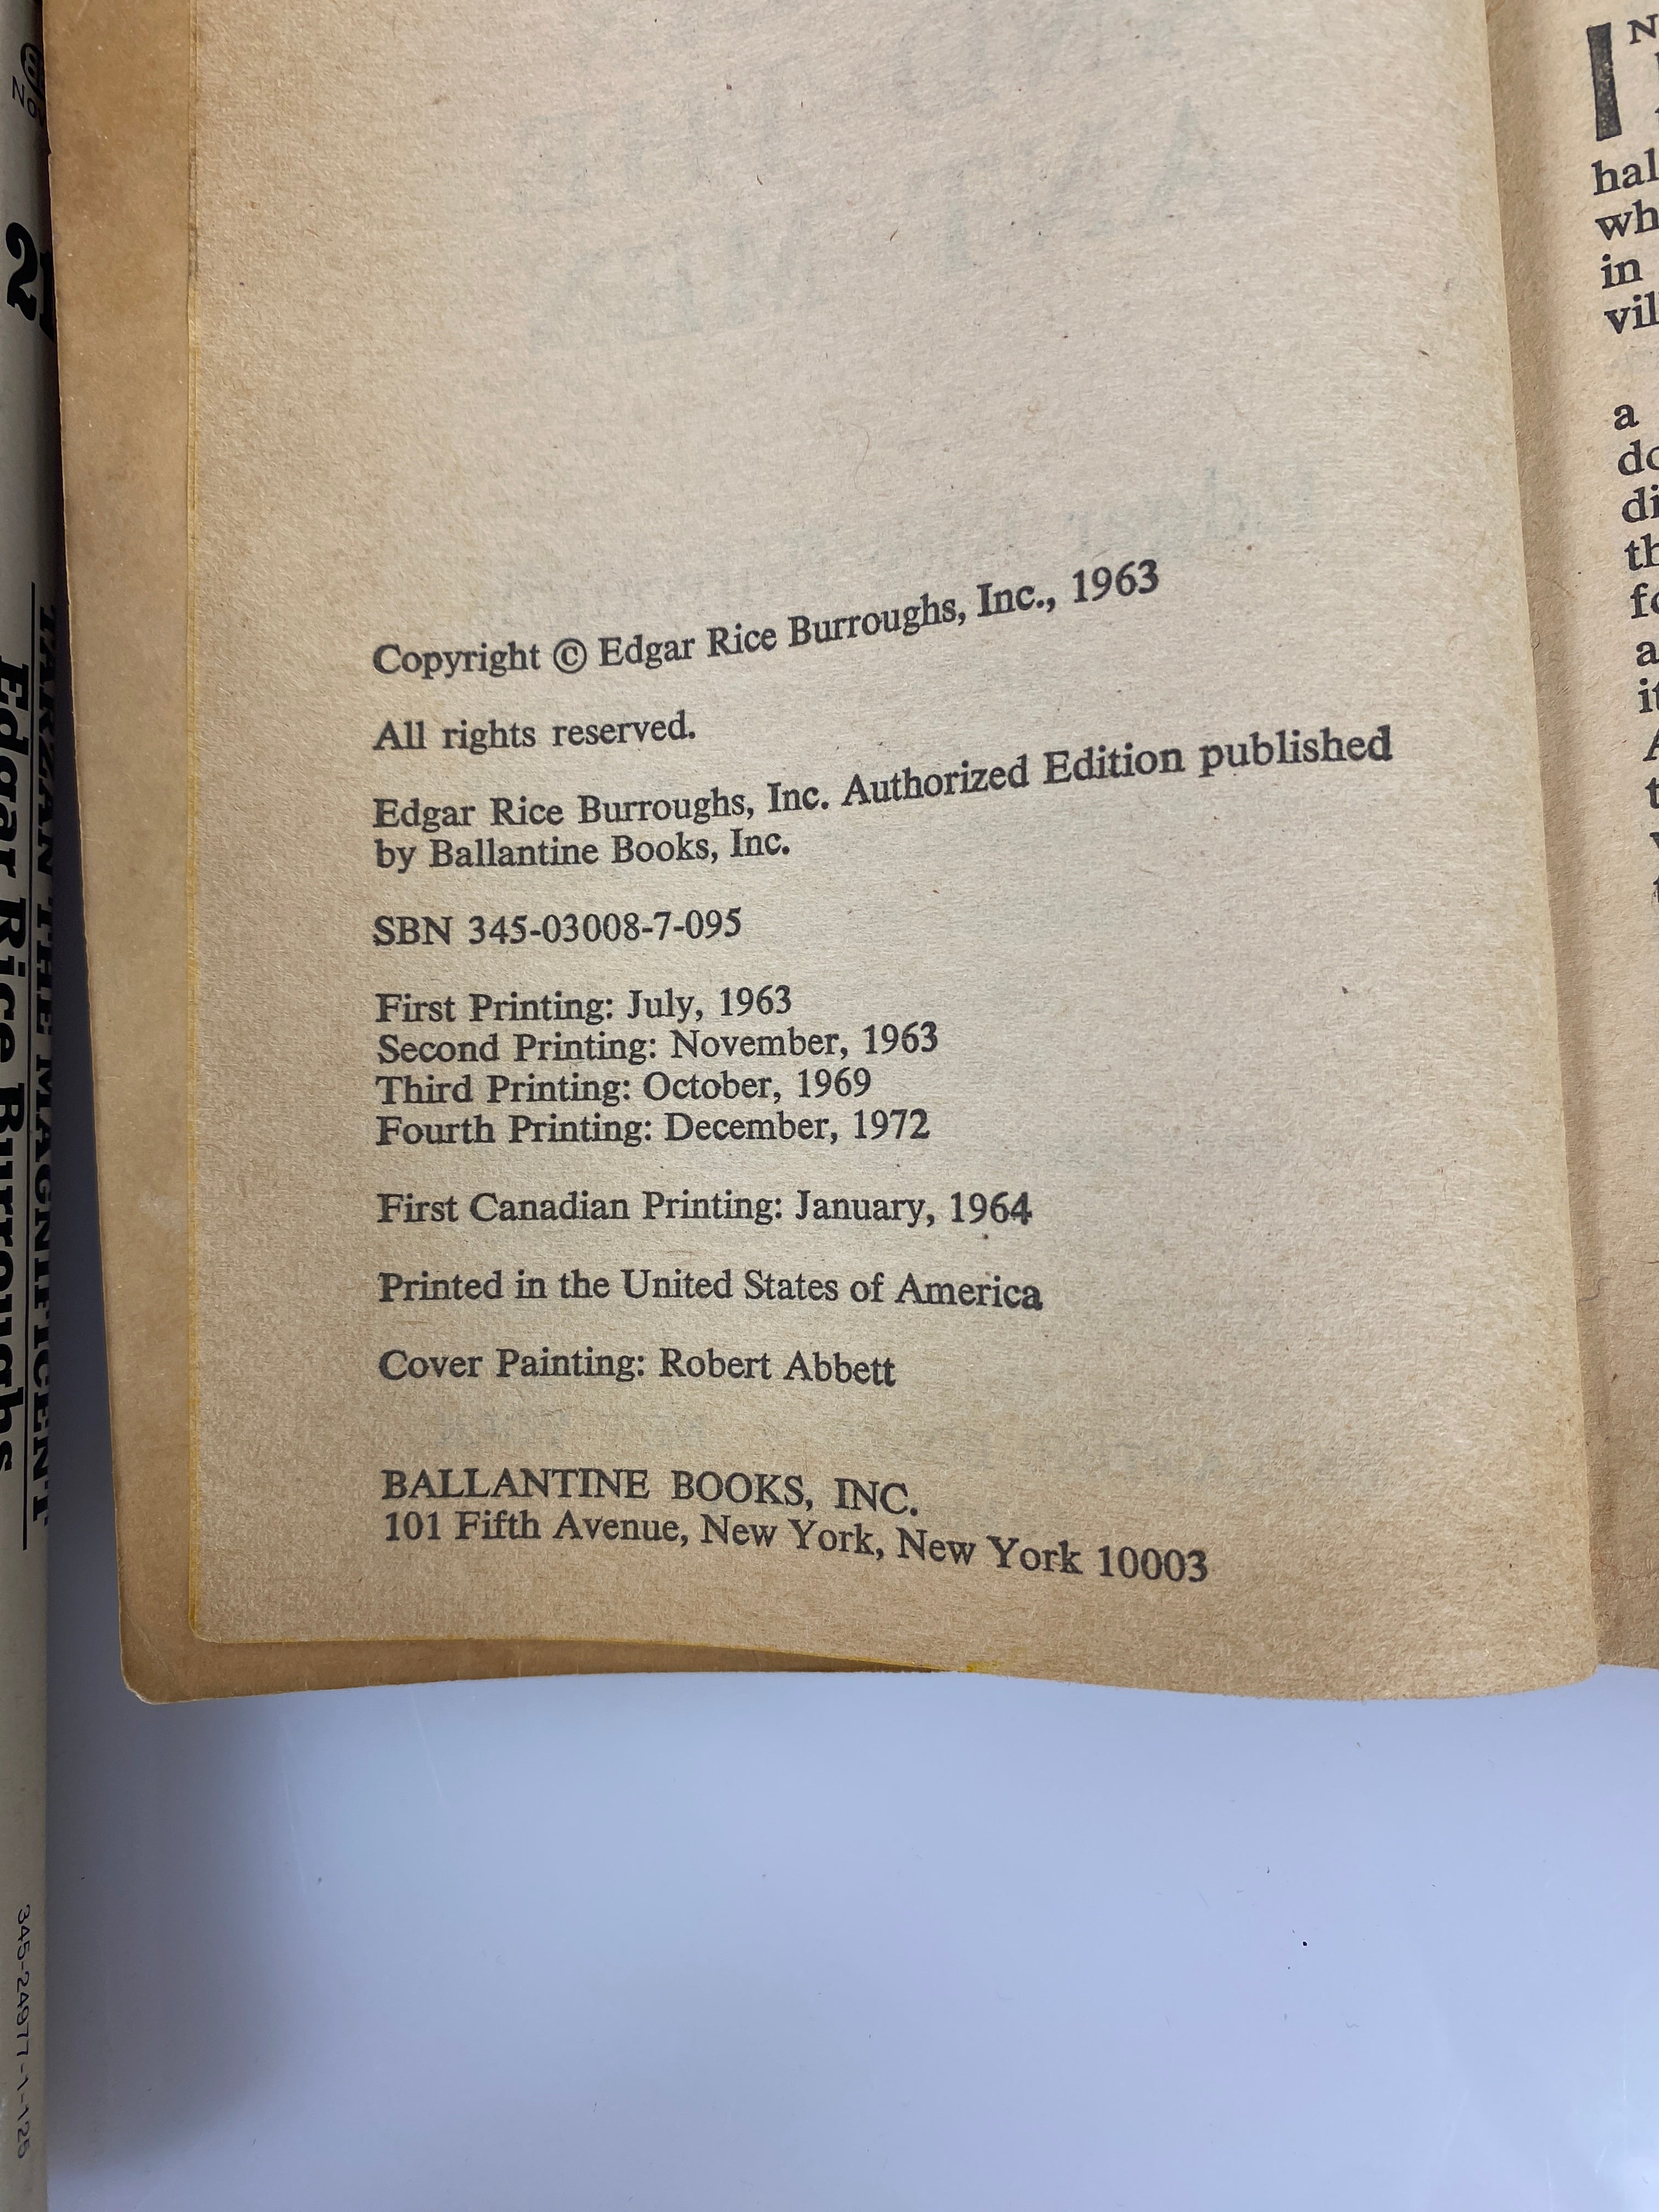 Copyright © Edgar Rice Burroughs, Inc., 1963
All rights reserved.
Edgar Rice Burroughs, Inc. Authorized Edition published
by Ballantine Books, Inc.
SBN 345-03008-7-095
First Printing: July, 1963
Second Printing: November, 1963
Third Printing: October, 1969
Fourth Printing: December, 1972
First Canadian Printing: January, 1964
Printed in the United States of America
Cover Painting: Robert Abbett
BALLANTINE BOOKS, INC.
101 Fifth Avenue, New York, New York 10003
TARZAN THE MAGNIFICENT
Edgar Rice Burroughs
345-24977-1-125
in
a